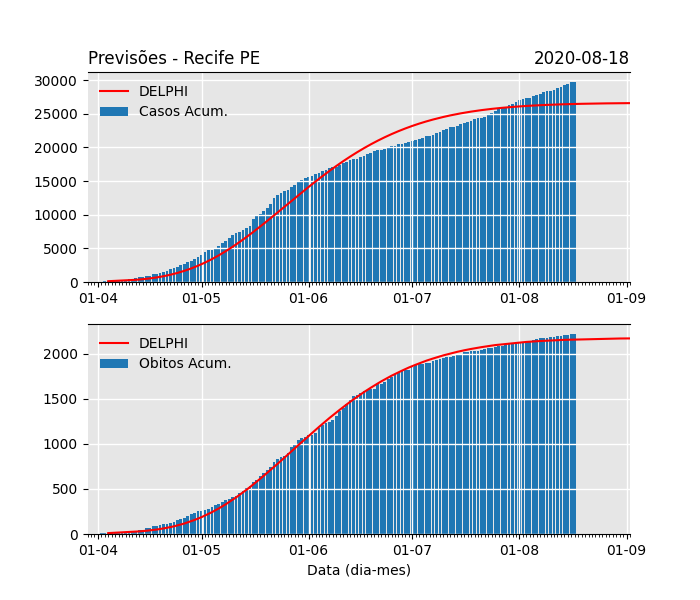 Previsões - Recife PE 2020-08-18
30000
25000
20000
15000
10000
5000
0
DELPHI
Casos Acum.
01-04 01-05 01-06 01-07 01-08 01-09
2000
1500
1000
500
0
DELPHI
Obitos Acum.
01-04 01-05 01-06 01-07 01-08 01-09
Data (dia-mes)